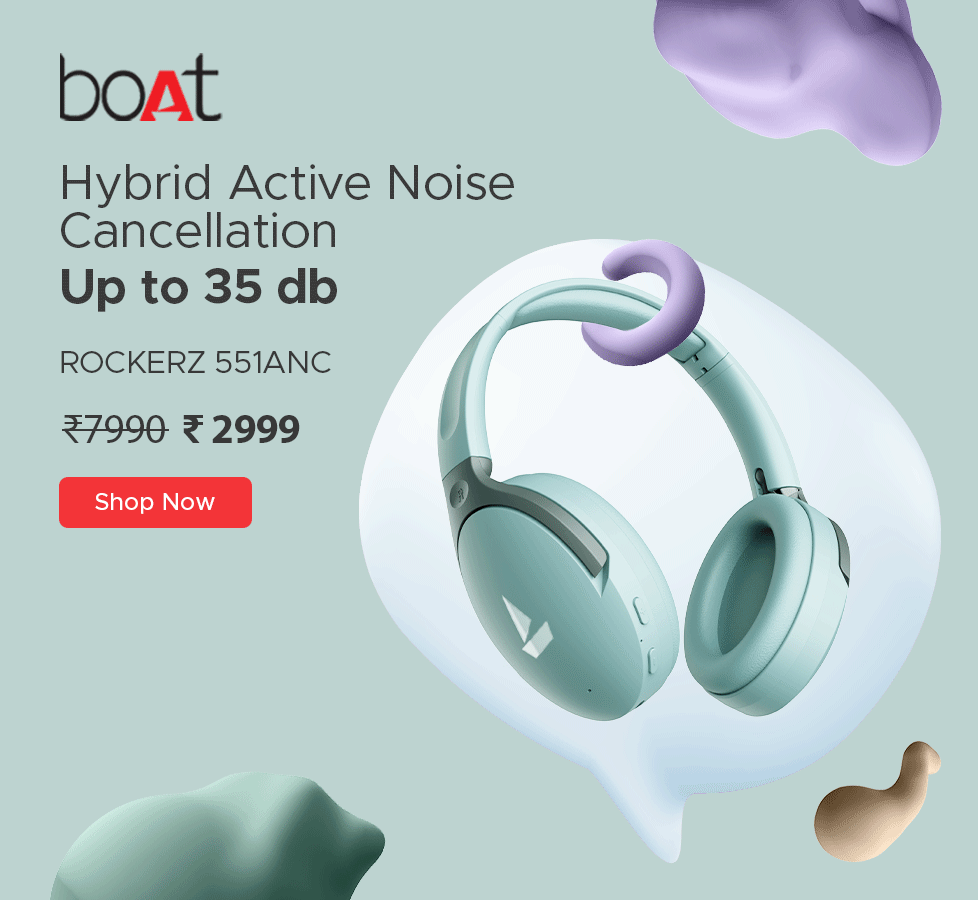 boAt
Hybrid Active Noise
Cancellation
Up to 35 db
ROCKERZ 551ANC
₹7990 ₹ 2999
Shop Now